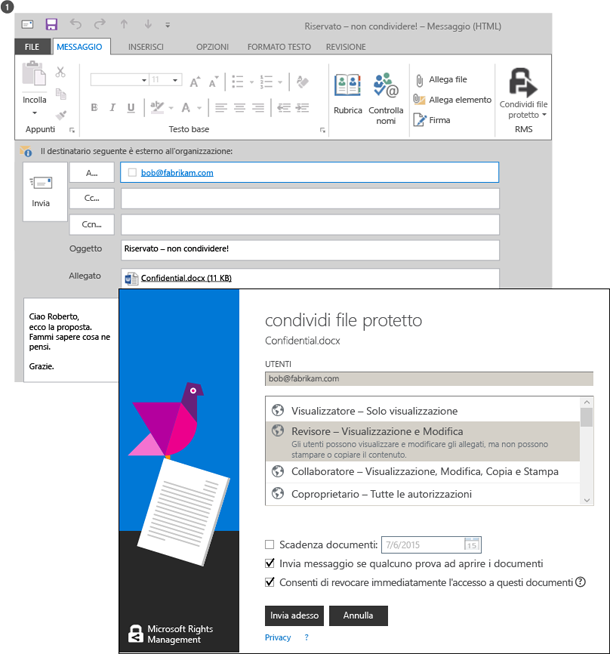 1
Riservato – non condividere! – Messaggio (HTML)
FILE MESSAGGIO INSERISCI OPZIONI FORMATO TESTO REVISIONE
Incolla
Appunti
11
B I U
A A
ab A
Testo base
Rubrica
Controlla
nomi
Allega file
Allega elemento
Firma
Condividi file
protetto
RMS
Il destinatario seguente è esterno all'organizzazione:
Invia
A...
bob@fabrikam.com
Cc...
Ccn...
Oggetto
Riservato – non condividere!
Allegato
Confidential.docx (11 KB)
Ciao Roberto,
ecco la proposta.
Fammi sapere cosa ne
pensi.
Grazie.
condividi file protetto
Confidential.docx
UTENTI
bob@fabrikam.com
Visualizzatore – Solo visualizzazione
Revisore – Visualizzazione e Modifica
Gli utenti possono visualizzare e modificare gli allegati, ma non possono
stampare o copiare il contenuto.
Collaboratore – Visualizzazione, Modifica, Copia e Stampa
Coproprietario – Tutte le autorizzazioni
Scadenza documenti: 7/6/2015 15
Invia messaggio se qualcuno prova ad aprire i documenti
Consenti di revocare immediatamente l'accesso a questi documenti ?
Invia adesso Annulla
Privacy ?
Microsoft Rights
Management